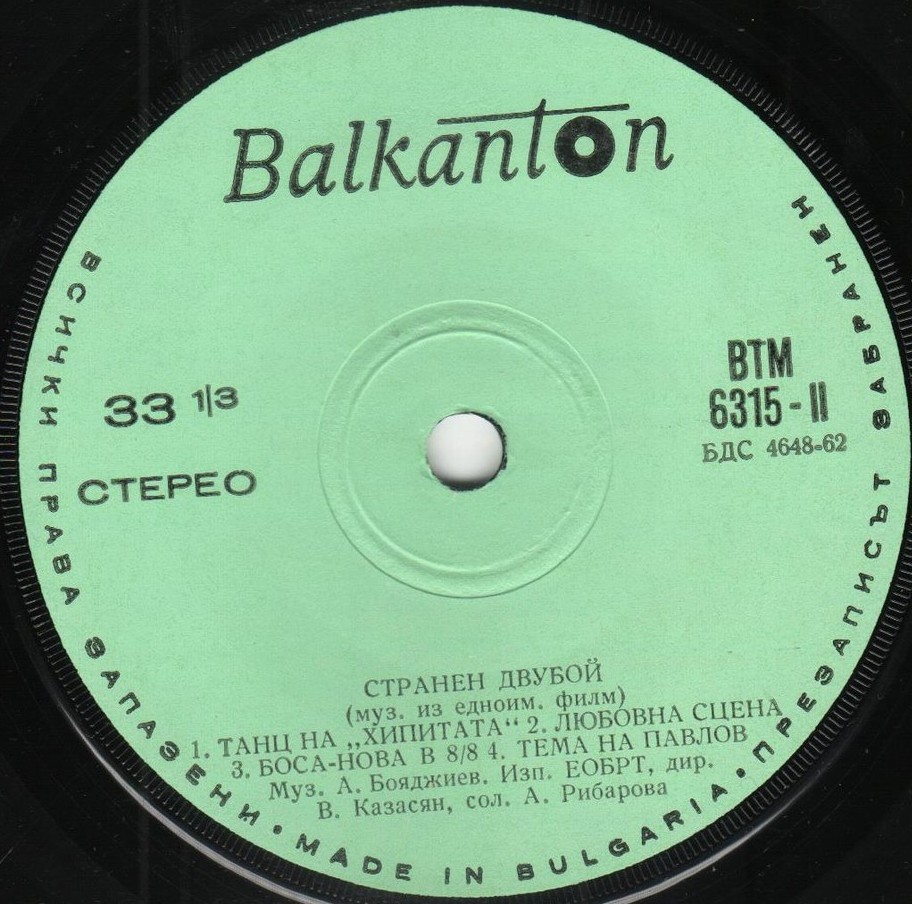 Balkanton
33 1/3
СТЕРЕО
ВТМ
6315-II
БДС 4648-62
СТРАНЕН ДВУБОЙ
(муз. из едноим. филм)
1. ТАНЦ НА „ХИПИТАТА“ 2. ЛЮБОВНА СЦЕНА
3. БОСА-НОВА В 8/8 4. ТЕМА НА ПАВЛОВ
Муз. А. Бояджиев. Изп. ЕОБРТ, дир.
В. Казасян, сол. А. Рибарова
ВСИЧКИ ПРАВА ЗАПАЗЕНИ • MADE IN BULGARIA • ПРЕЗАПИСЪТ ЗАБРАНЕН